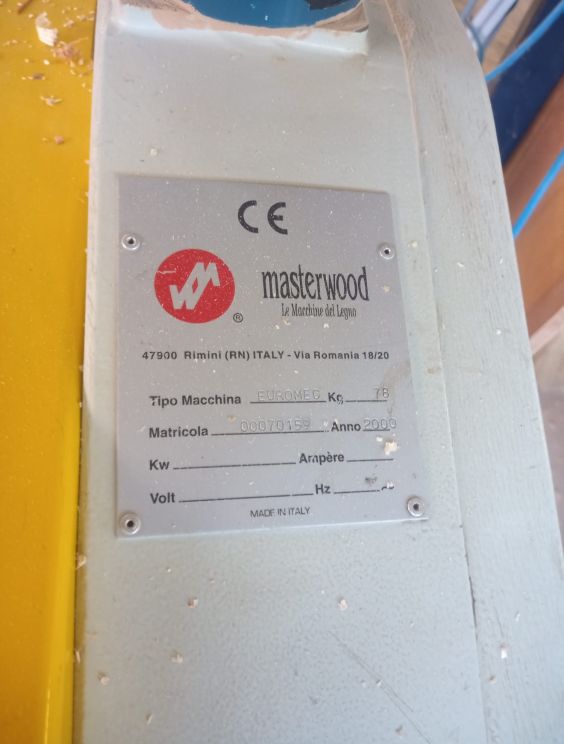 CE
masterwood
Le Macchine del Legno
®
47900 Rimini (RN) ITALY - Via Romania 18/20
Tipo Macchina EUROMEC Kg 78
Matricola 00070159 Anno 2000
Kw Ampère
Volt Hz
MADE IN ITALY